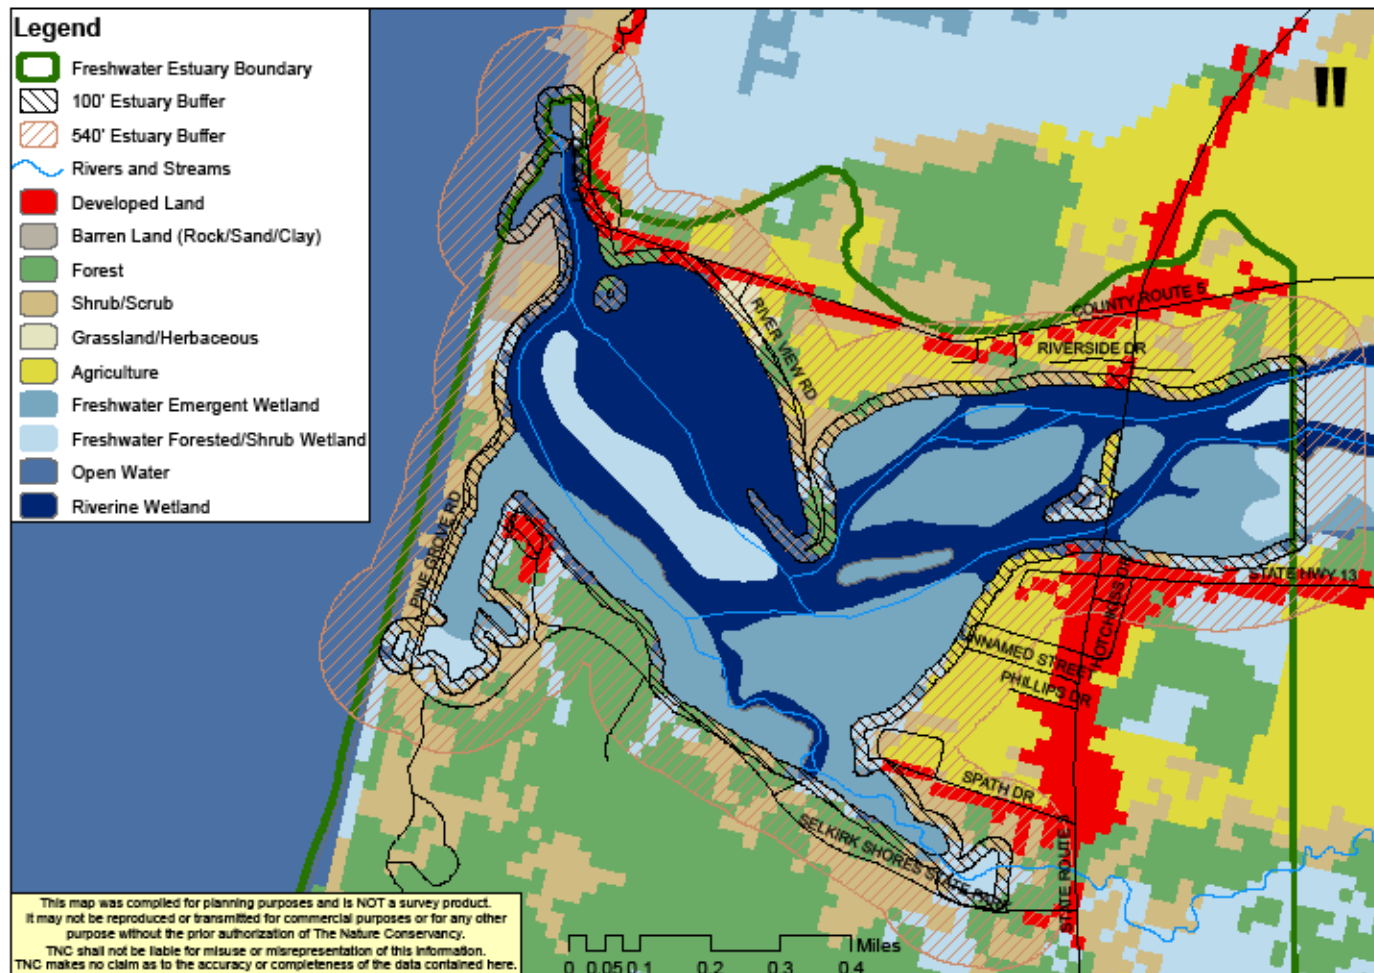 Legend
Freshwater Estuary Boundary
100' Estuary Buffer
540' Estuary Buffer
Rivers and Streams
Developed Land
Barren Land (Rock/Sand/Clay)
Forest
Shrub/Scrub
Grassland/Herbaceous
Agriculture
Freshwater Emergent Wetland
Freshwater Forested/Shrub Wetland
Open Water
Riverine Wetland
COUNTY ROUTE 5
RIVERSIDE DR
RIVER VIEW RD
PINE GROVE RD
STATE HWY 13
HOTCHKISS DR
UNNAMED STREET
PHILLIPS DR
SPATH DR
SELKIRK SHORES STATE
STATE ROUTE
This map was compiled for planning purposes and is NOT a survey product.
It may not be reproduced or transmitted for commercial purposes or for any other
purpose without the prior authorization of The Nature Conservancy.
TNC shall not be liable for misuse or misrepresentation of this information.
TNC makes no claim as to the accuracy or completeness of the data contained here.
Miles
0 0.05 0.1 0.2 0.3 0.4